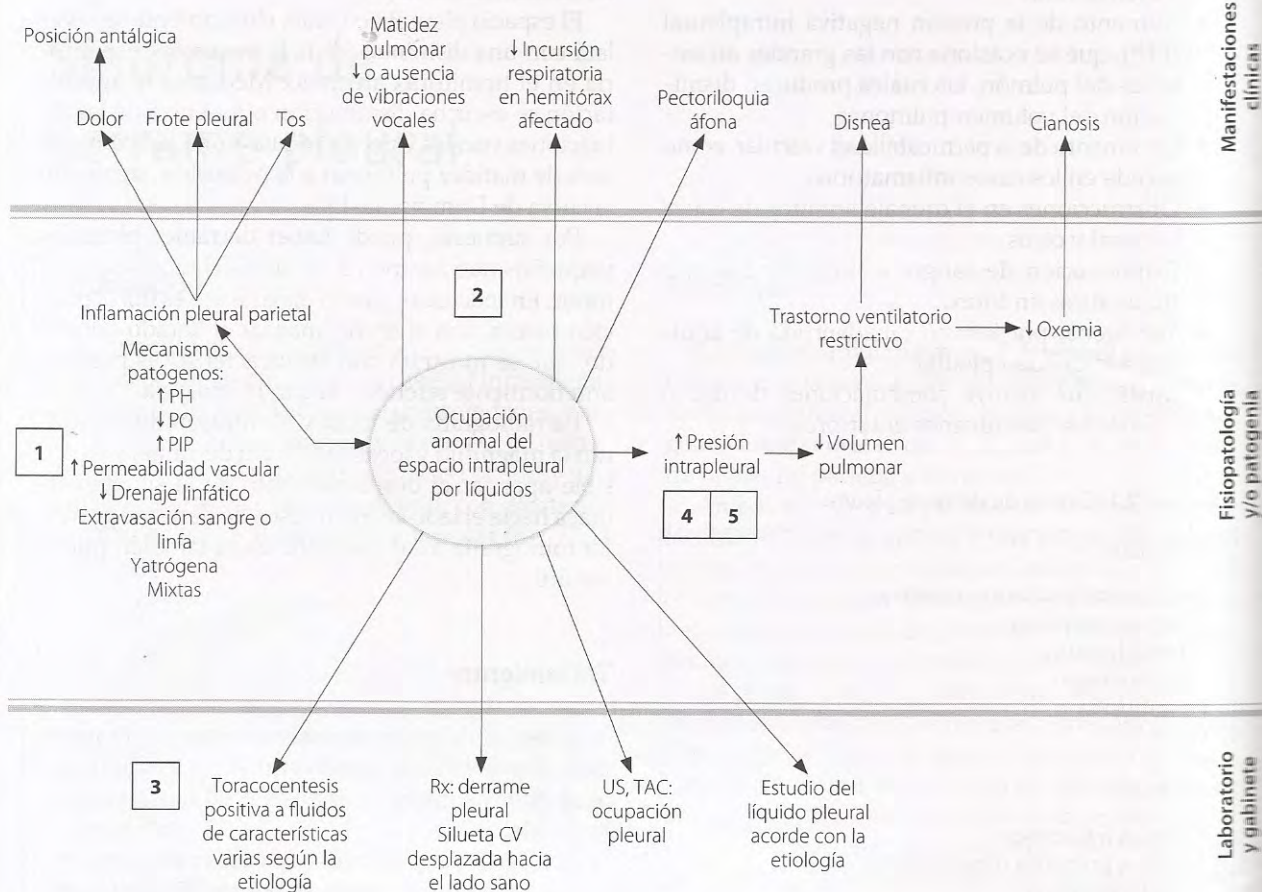 Posición antálgica
Dolor
Frote pleural
Tos
Matidez
pulmonar
↓ o ausencia
de vibraciones
vocales
↓ Incursión
respiratoria
en hemitórax
afectado
Pectoriloquia
áfona
Disnea
Cianosis
Manifestaciones
clínicas
2
Inflamación pleural parietal
Mecanismos
patógenos:
↑ PH
↓ PO
↑ PIP
1
↑ Permeabilidad vascular
↓ Drenaje linfático
Extravasación sangre o
linfa
Yatrógena
Mixtas
Ocupación
anormal del
espacio intrapleural
por líquidos
↑ Presión
intrapleural
4 5
↓ Volumen
pulmonar
Trastorno ventilatorio
restrictivo
↓ Oxemia
Fisiopatología
y/o patogenia
3
Toracocentesis
positiva a fluidos
de características
varias según la
etiología
Rx: derrame
pleural
Silueta CV
desplazada hacia
el lado sano
US, TAC:
ocupación
pleural
Estudio del
líquido pleural
acorde con la
etiología
Laboratorio
y gabinete